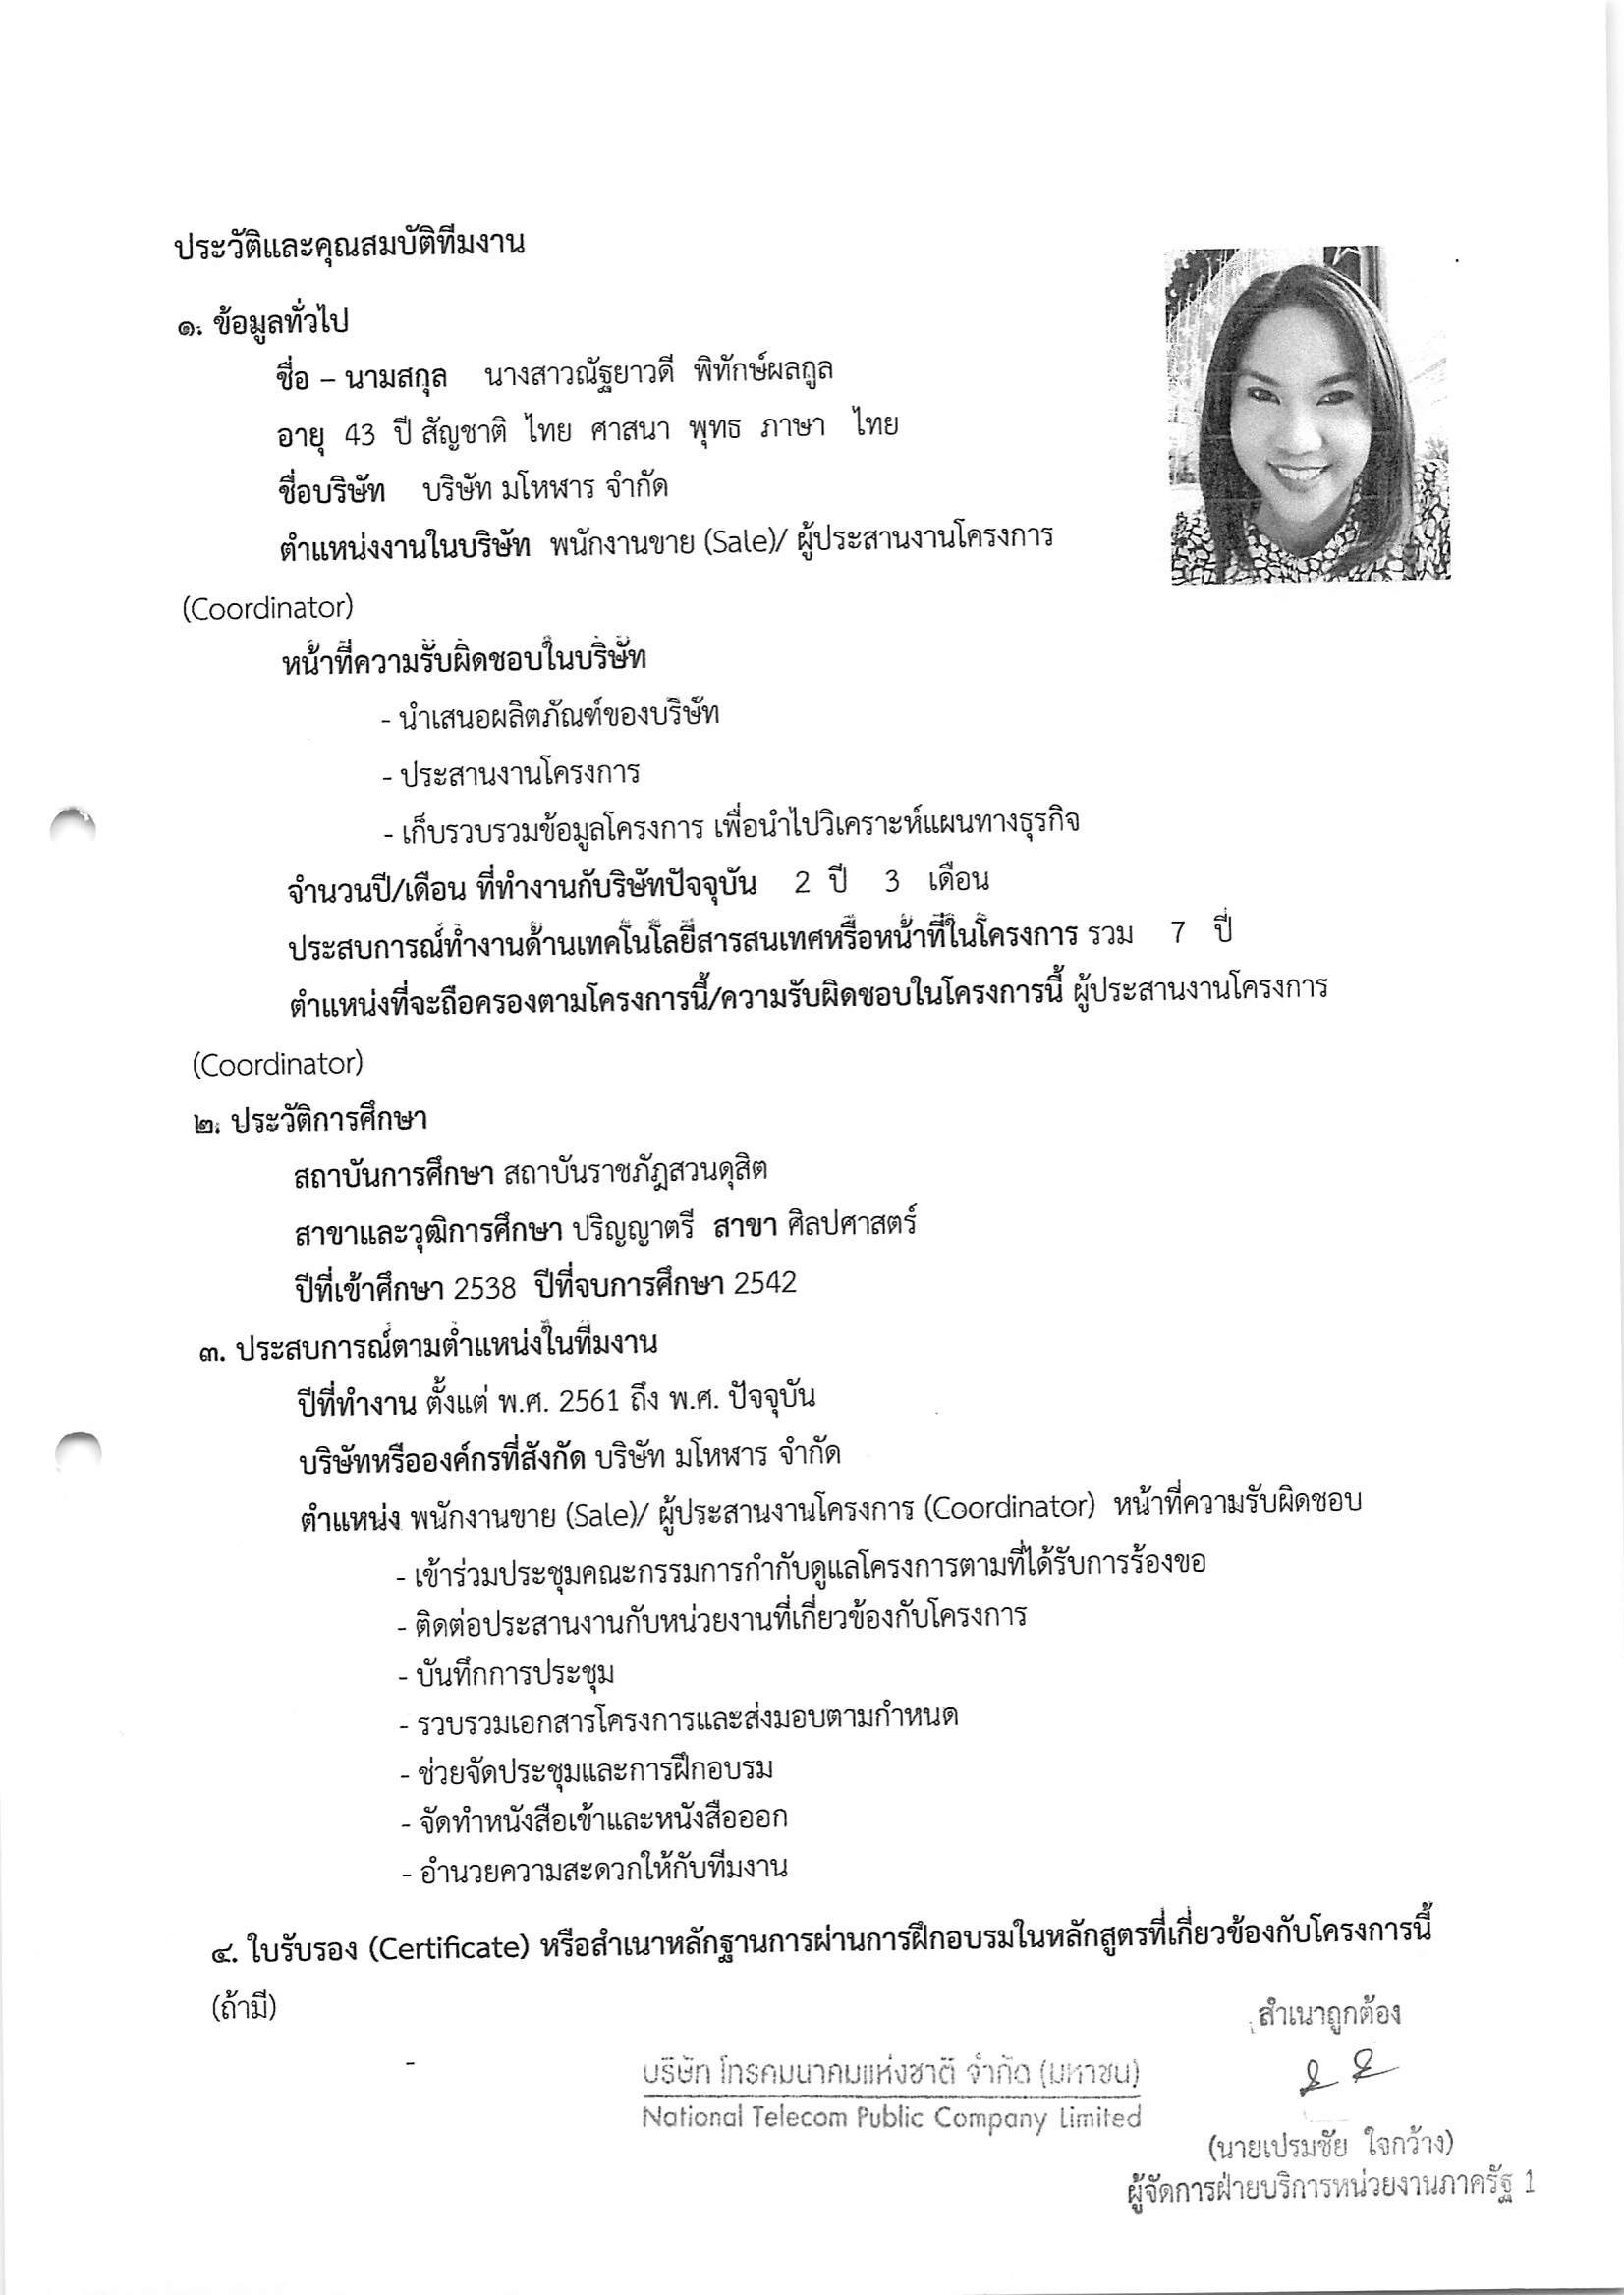 ประวัติและคุณสมบัติทีมงาน
๑. ข้อมูลทั่วไป
ชื่อ – นามสกุล นางสาวณัฐยาวดี พิทักษ์ผลกูล
อายุ 43 ปี สัญชาติ ไทย ศาสนา พุทธ ภาษา ไทย
ชื่อบริษัท บริษัท มโหฬาร จำกัด
ตำแหน่งงานในบริษัท พนักงานขาย (Sale)/ ผู้ประสานงานโครงการ
(Coordinator)
หน้าที่ความรับผิดชอบในบริษัท
- นำเสนอผลิตภัณฑ์ของบริษัท
- ประสานงานโครงการ
- เก็บรวบรวมข้อมูลโครงการ เพื่อนำไปวิเคราะห์แผนทางธุรกิจ
จำนวนปี/เดือน ที่ทำงานกับริษัทปัจจุบัน 2 ปี 3 เดือน
ประสบการณ์ทำงานด้านเทคโนโลยีสารสนเทศหรือหน้าที่ในโครงการ รวม 7 ปี
ตำแหน่งที่จะถือครองตามโครงการนี้/ความรับผิดชอบในโครงการนี้ ผู้ประสานงานโครงการ
(Coordinator)
๒. ประวัติการศึกษา
สถาบันการศึกษา สถาบันราชภัฏสวนดุสิต
สาขาและวุฒิการศึกษา ปริญญาตรี สาขา ศิลปศาสตร์
ปีที่เข้าศึกษา 2538 ปีที่จบการศึกษา 2542
๓. ประสบการณ์ตามตำแหน่งในทีมงาน
ปีที่ทำงาน ตั้งแต่ พ.ศ. 2561 ถึง พ.ศ. ปัจจุบัน
บริษัทหรือองค์กรที่สังกัด บริษัท มโหฬาร จำกัด
ตำแหน่ง พนักงานขาย (Sale)/ ผู้ประสานงานโครงการ (Coordinator) หน้าที่ความรับผิดชอบ
- เข้าร่วมประชุมคณะกรรมการกำกับดูแลโครงการตามที่ได้รับการร้องขอ
- ติดต่อประสานงานกับหน่วยงานที่เกี่ยวข้องกับโครงการ
- บันทึกการประชุม
- รวบรวมเอกสารโครงการและส่งมอบตามกำหนด
- ช่วยจัดประชุมและการฝึกอบรม
- จัดทำหนังสือเข้าและหนังสือออก
- อำนวยความสะดวกให้กับทีมงาน
๔. ใบรับรอง (Certificate) หรือสำเนาหลักฐานการผ่านการฝึกอบรมในหลักสูตรที่เกี่ยวข้องกับโครงการนี้
(ถ้ามี)
-
สำเนาถูกต้อง
บริษัท โทรคมนาคมแห่งชาติ จำกัด (มหาชน)
National Telecom Public Company Limited
(นายเปรมชัย ใจกว้าง)
ผู้จัดการฝ่ายบริการหน่วยงานภาครัฐ 1